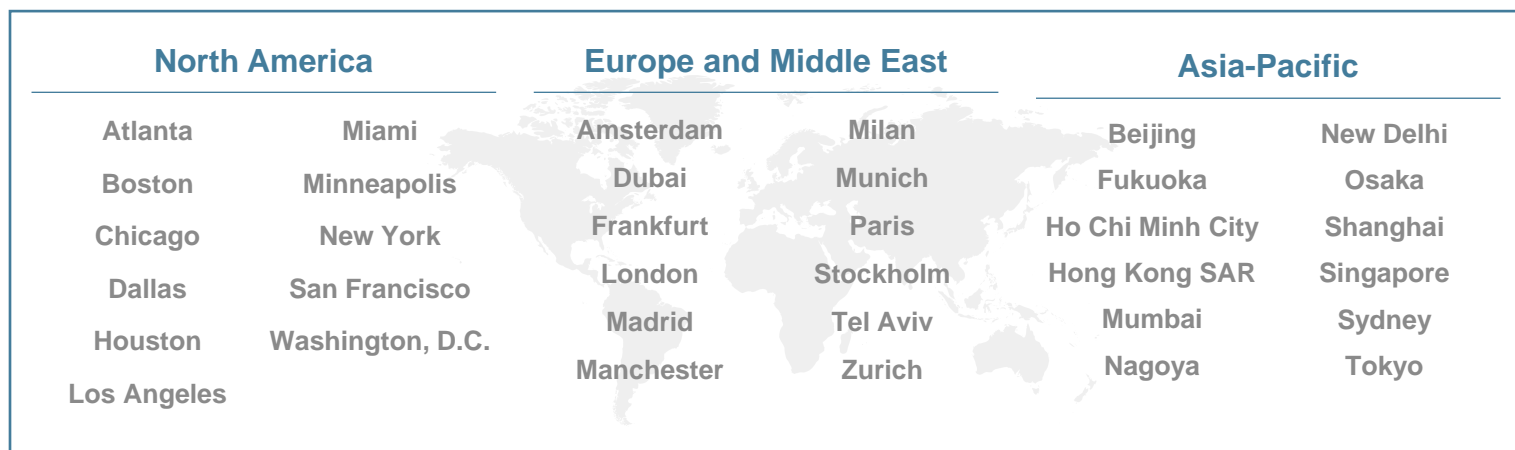 North America
Atlanta
Boston
Chicago
Dallas
Houston
Los Angeles
Miami
Minneapolis
New York
San Francisco
Washington, D.C.
Europe and Middle East
Amsterdam
Dubai
Frankfurt
London
Madrid
Manchester
Milan
Munich
Paris
Stockholm
Tel Aviv
Zurich
Asia-Pacific
Beijing
Fukuoka
Ho Chi Minh City
Hong Kong SAR
Mumbai
Nagoya
New Delhi
Osaka
Shanghai
Singapore
Sydney
Tokyo